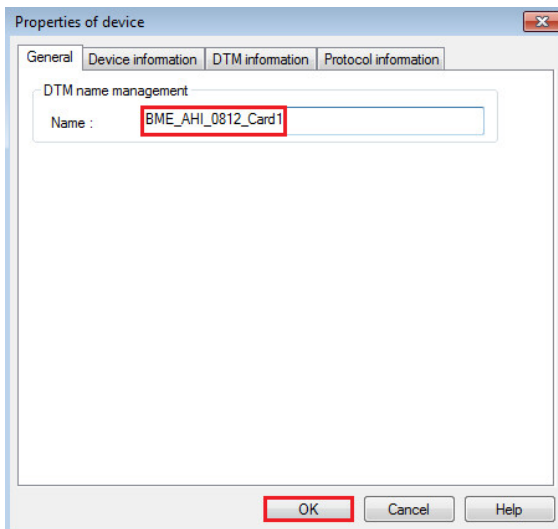 Properties of device
General Device information DTM information Protocol information
DTM name management
Name : BME_AHI_0812_Card1
OK Cancel Help